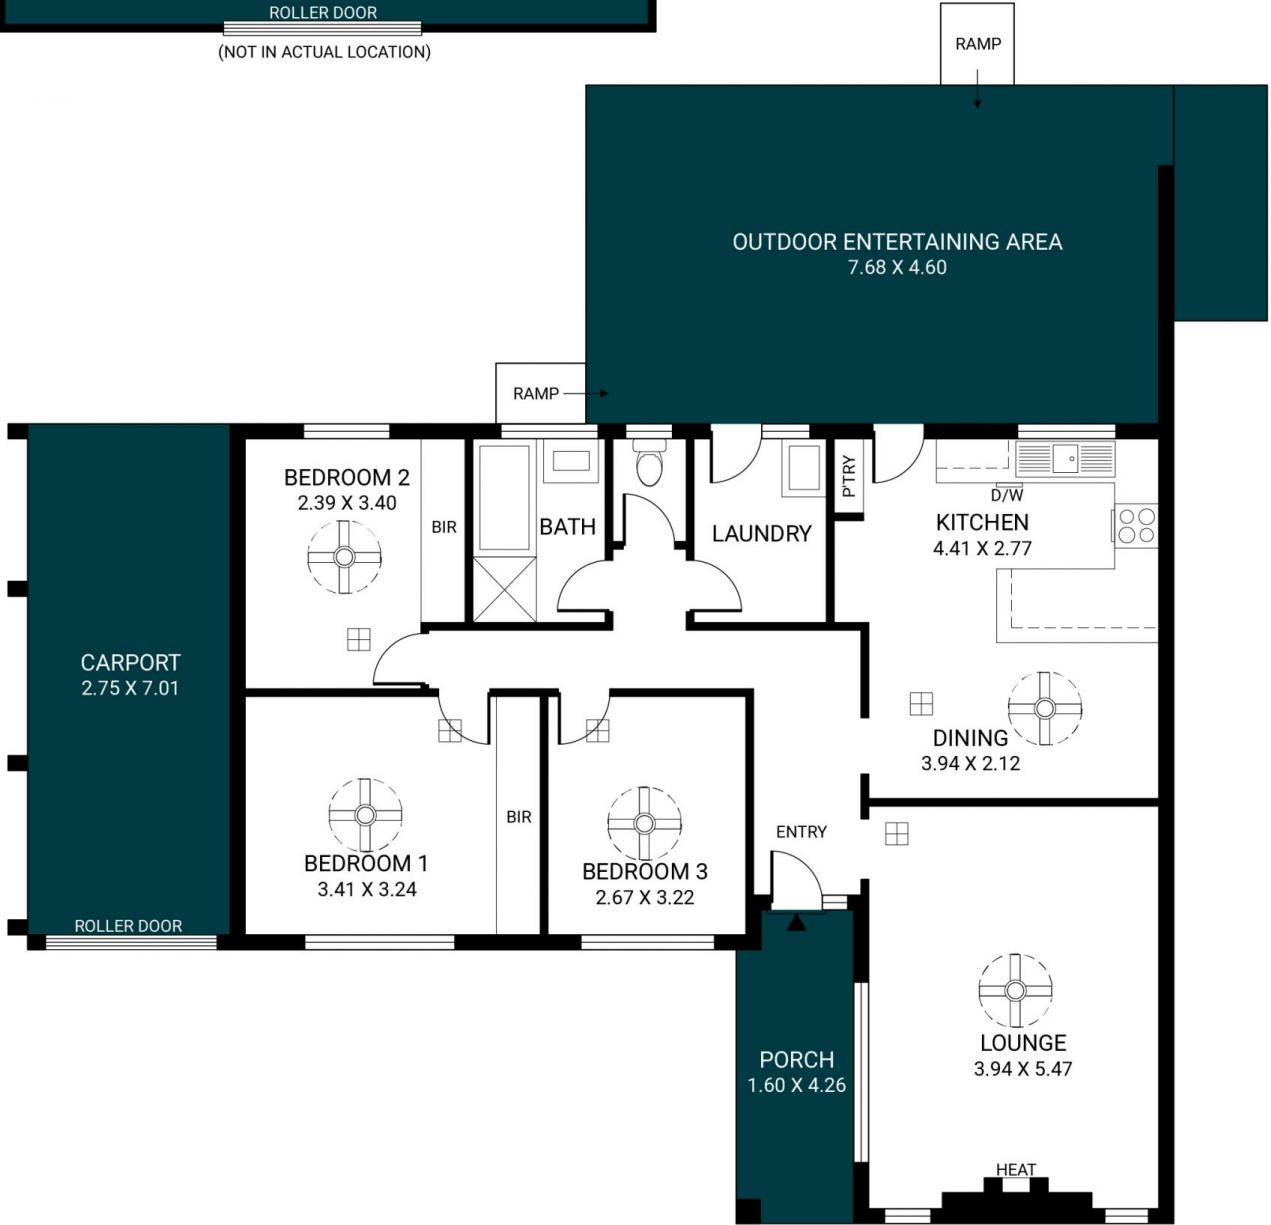 ROLLER DOOR
(NOT IN ACTUAL LOCATION)
RAMP
OUTDOOR ENTERTAINING AREA
7.68 X 4.60
RAMP
BEDROOM 2
2.39 X 3.40
BIR
BATH
LAUNDRY
P'TRY
D/W
KITCHEN
4.41 X 2.77
CARPORT
2.75 X 7.01
DINING
3.94 X 2.12
BEDROOM 1
3.41 X 3.24
BIR
BEDROOM 3
2.67 X 3.22
ENTRY
ROLLER DOOR
PORCH
1.60 X 4.26
LOUNGE
3.94 X 5.47
HEAT